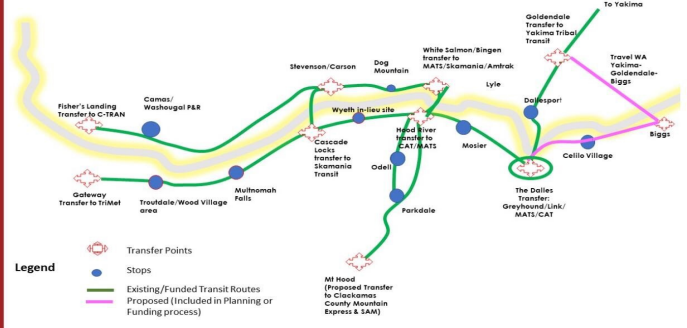 To Yakima
Goldendale
Transfer to
Yakima Tribal
Transit
White Salmon/Bingen
transfer to
MATS/Skamania/Amtrak
Travel WA
Yakima-
Goldendale-
Biggs
Dog
Mountain
Stevenson/Carson
Lyle
Camas/
Washougal P&R
Fisher's Landing
Transfer to C-TRAN
Wyeth in-lieu site
Dallesport
Hood River
transfer to
CAT/MATS
Cascade
Locks
transfer to
Skamania
Transit
Mosier
Biggs
Celilo Village
Odell
Gateway
Transfer to TriMet
Troutdale/Wood Village
area
Multnomah
Falls
Parkdale
The Dalles
Transfer:
Greyhound/Link/
MATS/CAT
Mt Hood
(Proposed Transfer
to Clackamas
County Mountain
Express & SAM)
Legend
Transfer Points
Stops
Existing/Funded Transit Routes
Proposed (Included in Planning or
Funding process)